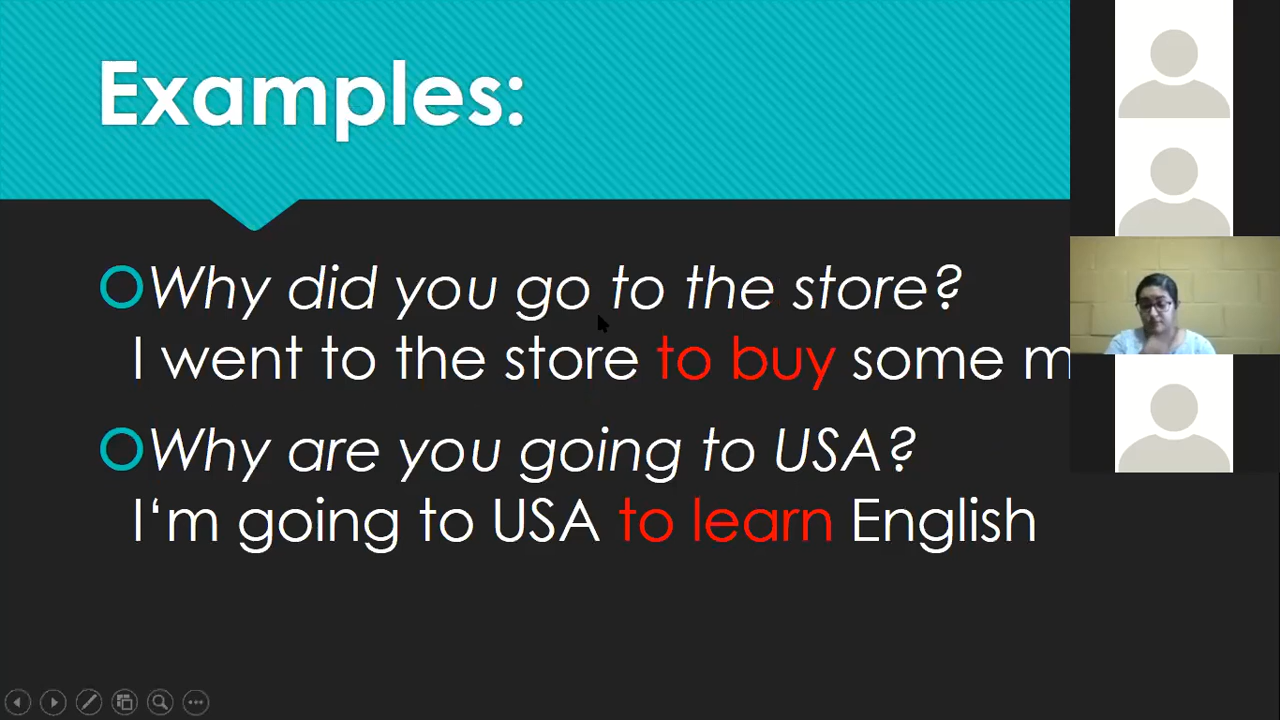 Examples:
Why did you go to the store?
I went to the store to buy some
Why are you going to USA?
I‘m going to USA to learn English